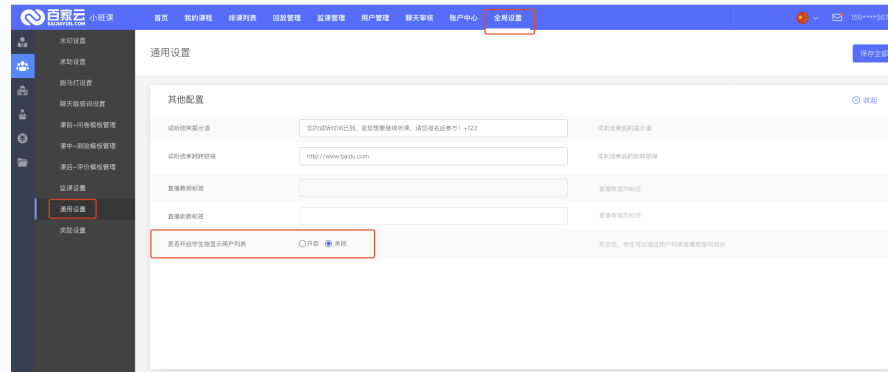 百家云 小班课 首页 我的课程 排课列表 回放管理 监课管理 用户管理 聊天审核 账户中心 全局设置 159****567
BAIJIAYUN.COM
水印设置
求助设置
跑马灯设置
聊天敏感词设置
课前-问卷模板管理
课中-测验模板管理
课后-评价模板管理
监课设置
通用设置
奖励设置
通用设置 保存全部
其他配置 收起
试听结束提示语 您的试听时间已到，若您想要继续听课，请您报名后参与！+123 试听结束后的提示语
试听结束跳转链接 http://www.baidu.com 试听结束后的跳转链接
直播教师标签 直播教室的标签
直播助教标签 直播教室的标签
是否开启学生端显示用户列表 开启 关闭 开启后，学生可以通过用户列表查看教室内成员